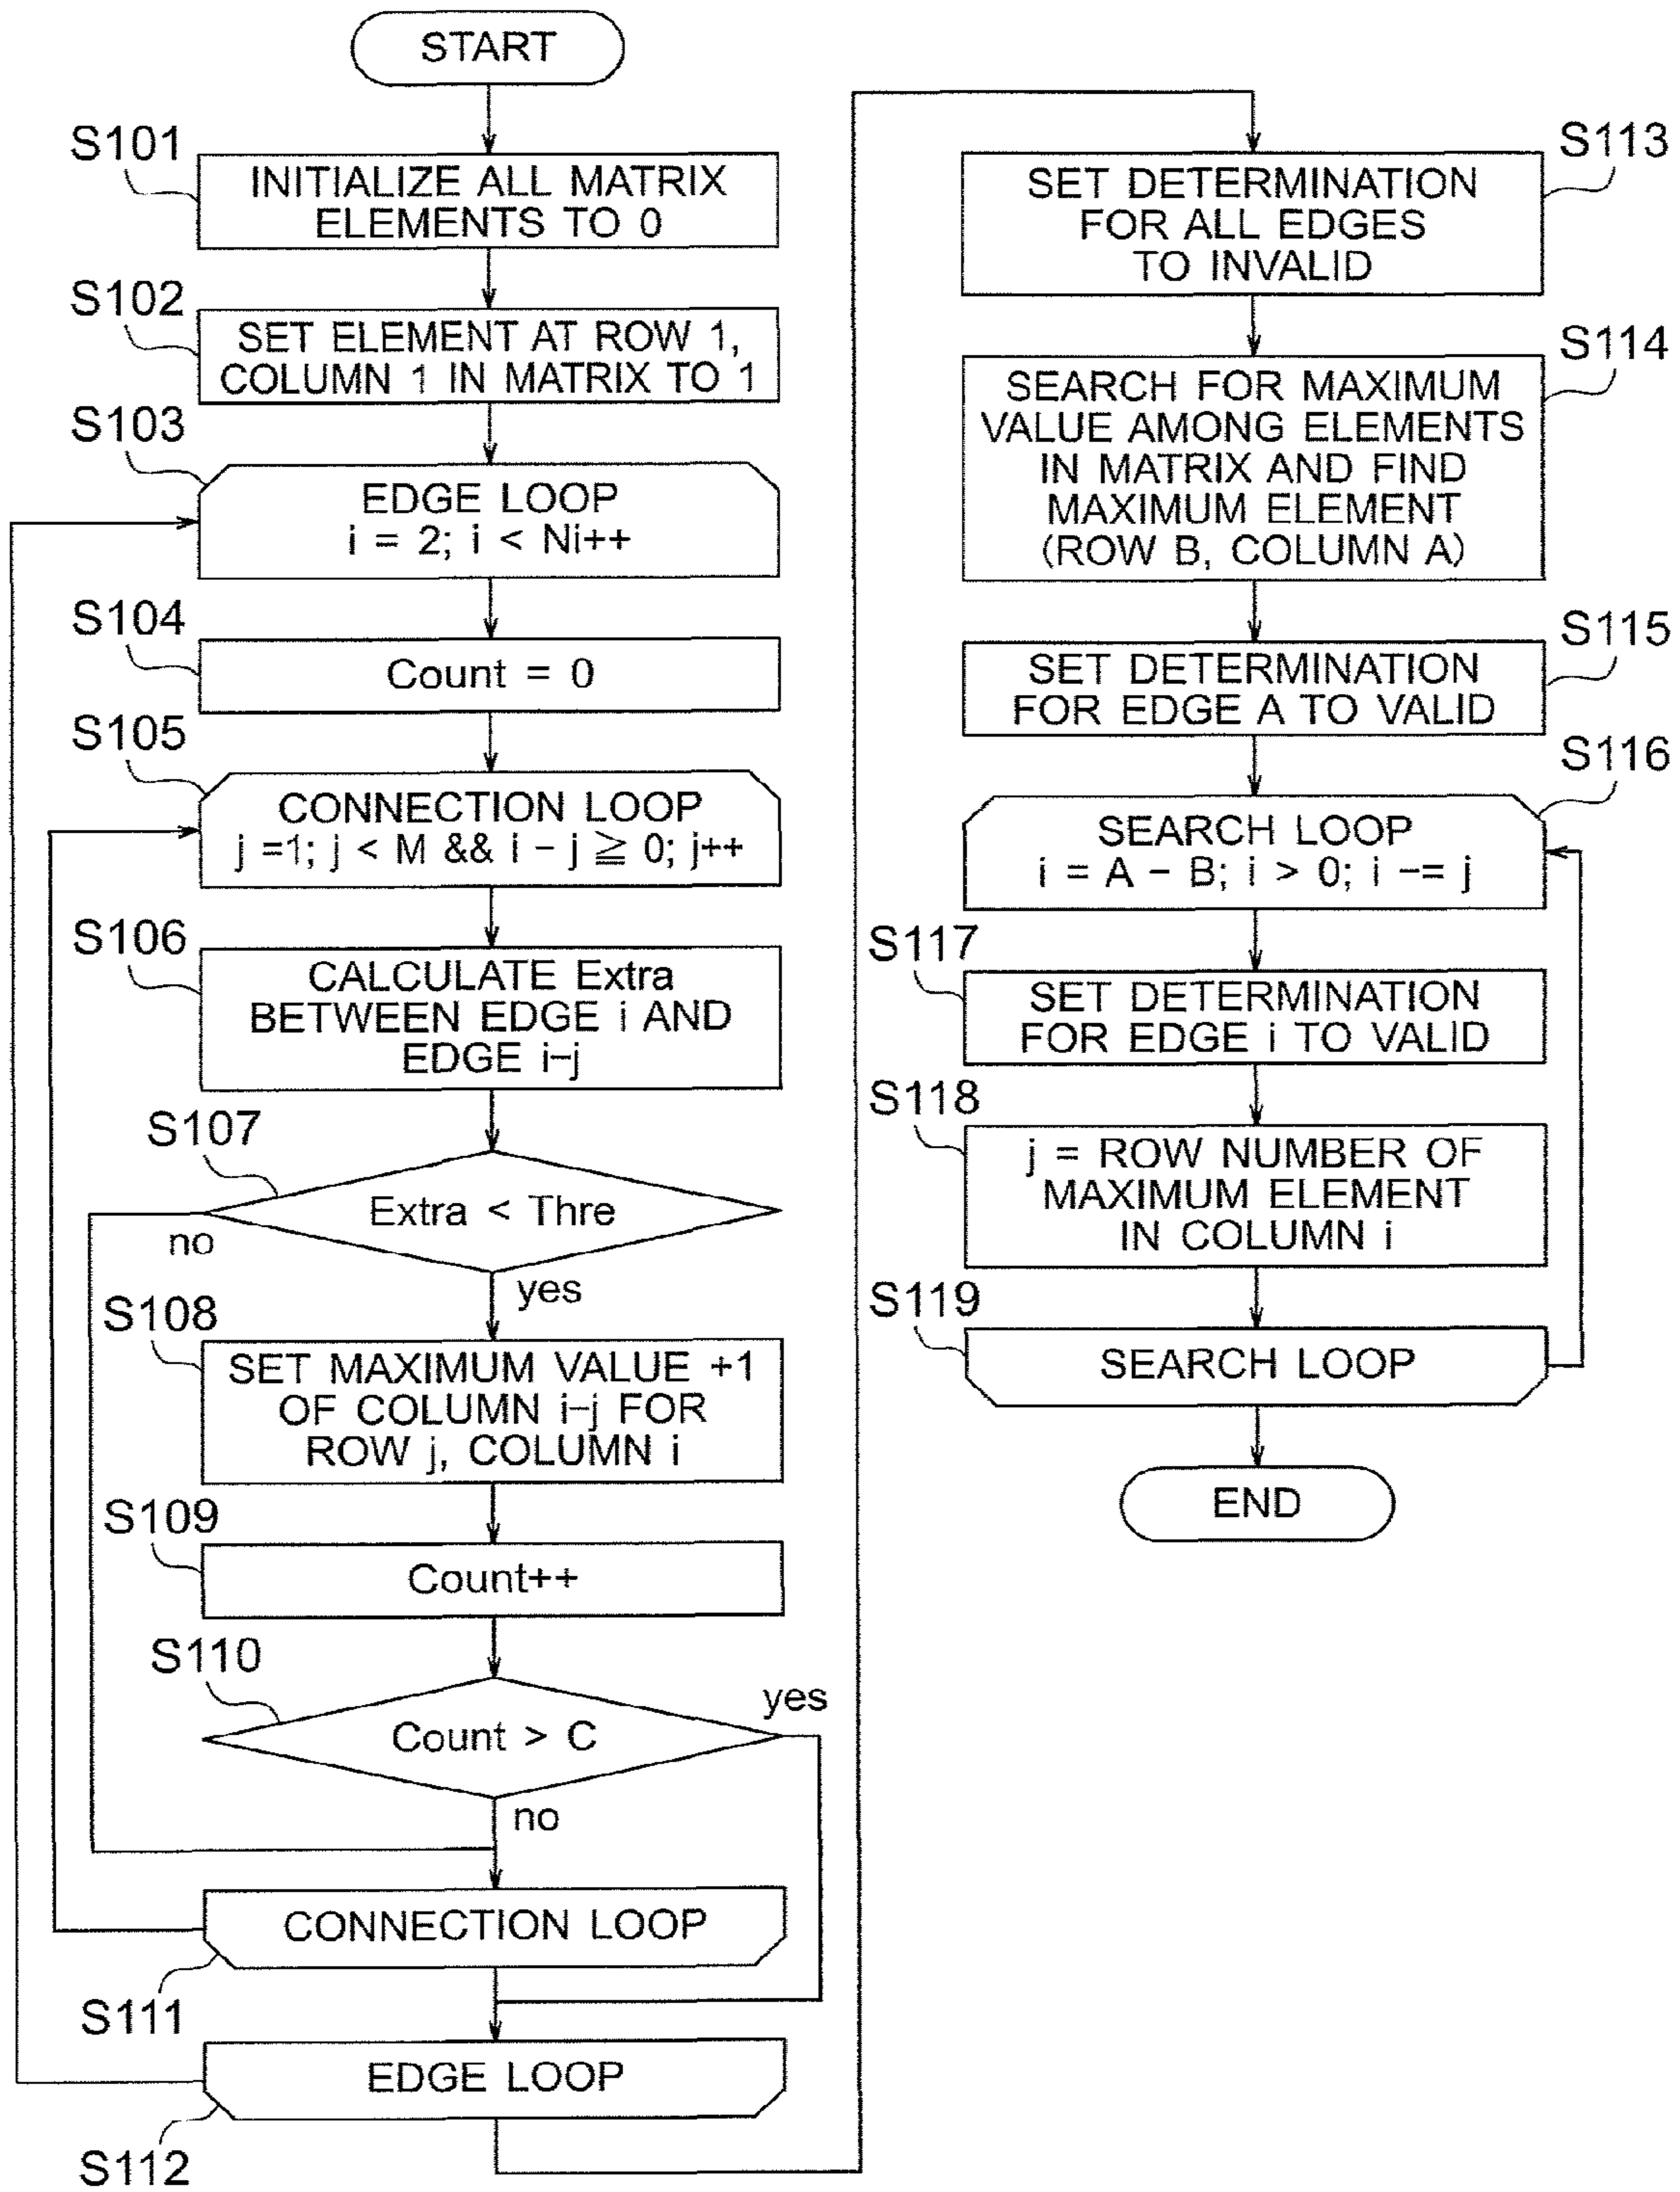 START
S101
INITIALIZE ALL MATRIX
ELEMENTS TO 0
S102
SET ELEMENT AT ROW 1,
COLUMN 1 IN MATRIX TO 1
S103
EDGE LOOP
i = 2; i < Ni++
S104
Count = 0
S105
CONNECTION LOOP
j =1; j < M && i - j ≧ 0; j++
S106
CALCULATE Extra
BETWEEN EDGE i AND
EDGE i-j
S107
Extra < Thre
no
yes
S108
SET MAXIMUM VALUE +1
OF COLUMN i-j FOR
ROW j, COLUMN i
S109
Count++
S110
yes
Count > C
no
CONNECTION LOOP
S111
EDGE LOOP
S112
S113
SET DETERMINATION
FOR ALL EDGES
TO INVALID
S114
SEARCH FOR MAXIMUM
VALUE AMONG ELEMENTS
IN MATRIX AND FIND
MAXIMUM ELEMENT
(ROW B, COLUMN A)
S115
SET DETERMINATION
FOR EDGE A TO VALID
S116
SEARCH LOOP
i = A - B; i > 0; i -= j
S117
SET DETERMINATION
FOR EDGE i TO VALID
S118
j = ROW NUMBER OF
MAXIMUM ELEMENT
IN COLUMN i
S119
SEARCH LOOP
END